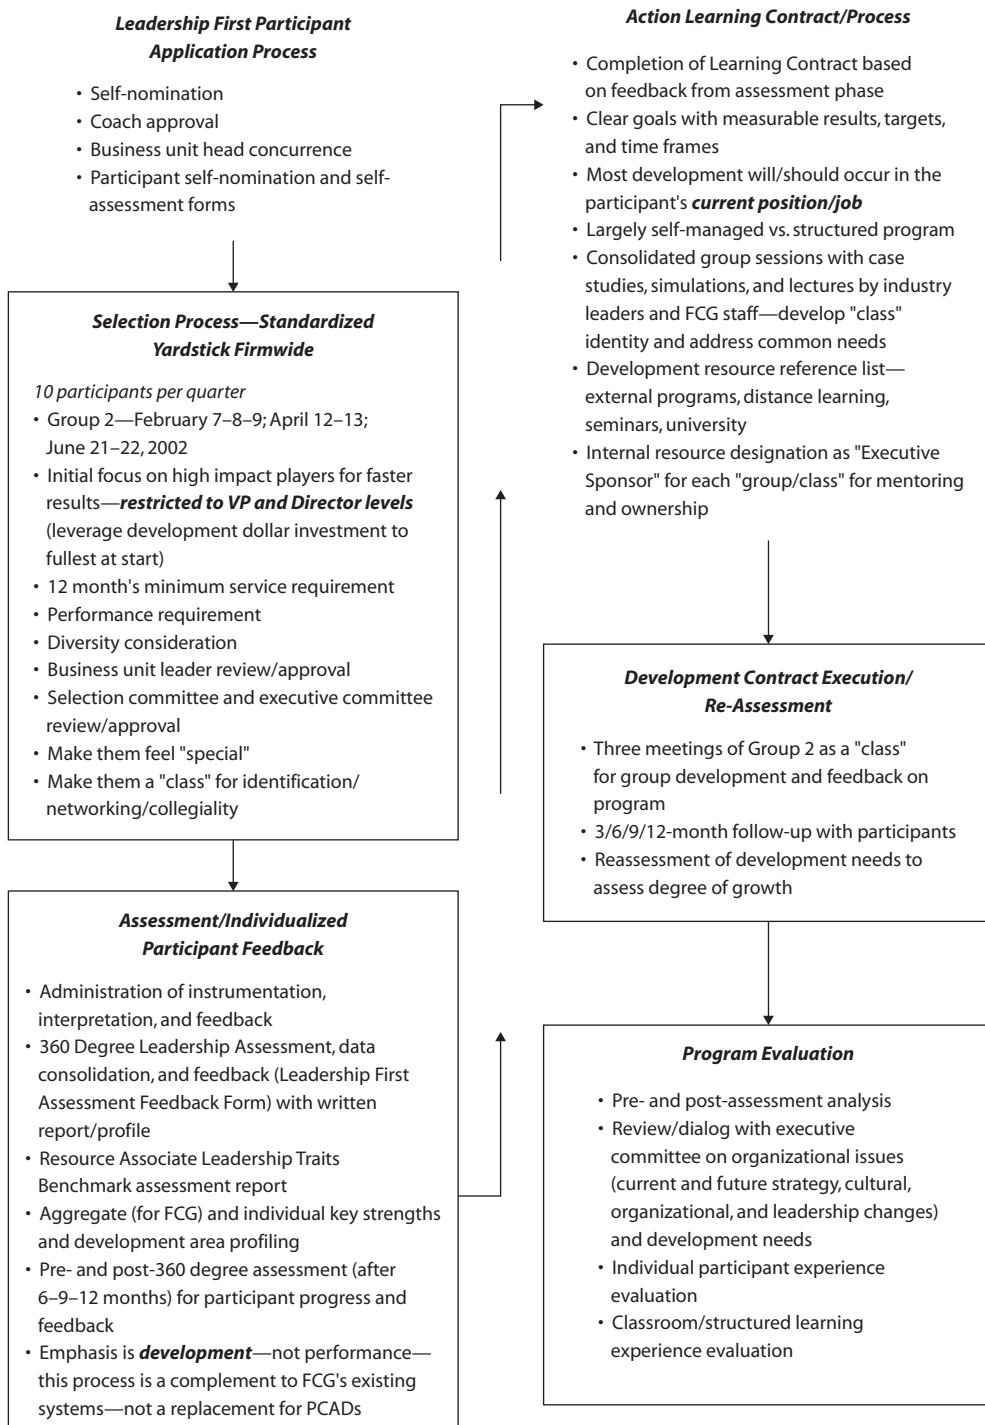 Leadership First Participant
Application Process
• Self-nomination
• Coach approval
• Business unit head concurrence
• Participant self-nomination and self-
assessment forms
Selection Process—Standardized
Yardstick Firmwide
10 participants per quarter
• Group 2—February 7–8–9; April 12–13;
June 21–22, 2002
• Initial focus on high impact players for faster
results—restricted to VP and Director levels
(leverage development dollar investment to
fullest at start)
• 12 month's minimum service requirement
• Performance requirement
• Diversity consideration
• Business unit leader review/approval
• Selection committee and executive committee
review/approval
• Make them feel "special"
• Make them a "class" for identification/
networking/collegiality
Assessment/Individualized
Participant Feedback
• Administration of instrumentation,
interpretation, and feedback
• 360 Degree Leadership Assessment, data
consolidation, and feedback (Leadership First
Assessment Feedback Form) with written
report/profile
• Resource Associate Leadership Traits
Benchmark assessment report
• Aggregate (for FCG) and individual key strengths
and development area profiling
• Pre- and post-360 degree assessment (after
6–9–12 months) for participant progress and
feedback
• Emphasis is development—not performance—
this process is a complement to FCG's existing
systems—not a replacement for PCADs
Action Learning Contract/Process
• Completion of Learning Contract based
on feedback from assessment phase
• Clear goals with measurable results, targets,
and time frames
• Most development will/should occur in the
participant's current position/job
• Largely self-managed vs. structured program
• Consolidated group sessions with case
studies, simulations, and lectures by industry
leaders and FCG staff—develop "class"
identity and address common needs
• Development resource reference list—
external programs, distance learning,
seminars, university
• Internal resource designation as "Executive
Sponsor" for each "group/class" for mentoring
and ownership
Development Contract Execution/
Re-Assessment
• Three meetings of Group 2 as a "class"
for group development and feedback on
program
• 3/6/9/12-month follow-up with participants
• Reassessment of development needs to
assess degree of growth
Program Evaluation
• Pre- and post-assessment analysis
• Review/dialog with executive
committee on organizational issues
(current and future strategy, cultural,
organizational, and leadership changes)
and development needs
• Individual participant experience
evaluation
• Classroom/structured learning
experience evaluation